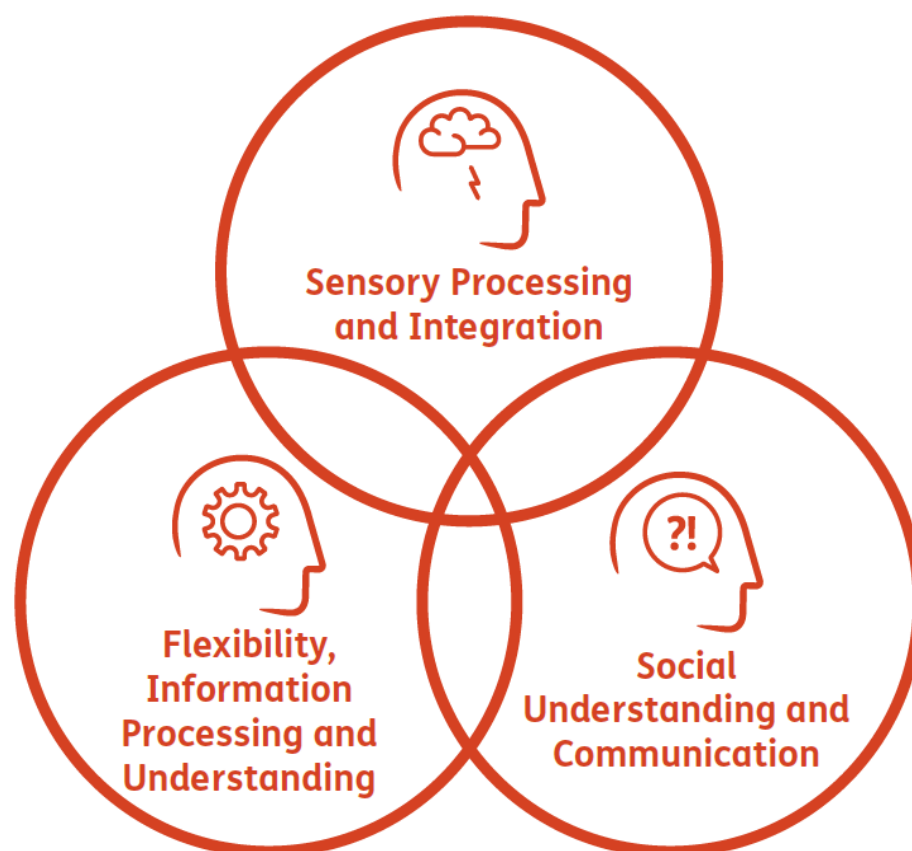 Sensory Processing
and Integration
?!
Flexibility,
Information
Processing and
Understanding
Social
Understanding and
Communication